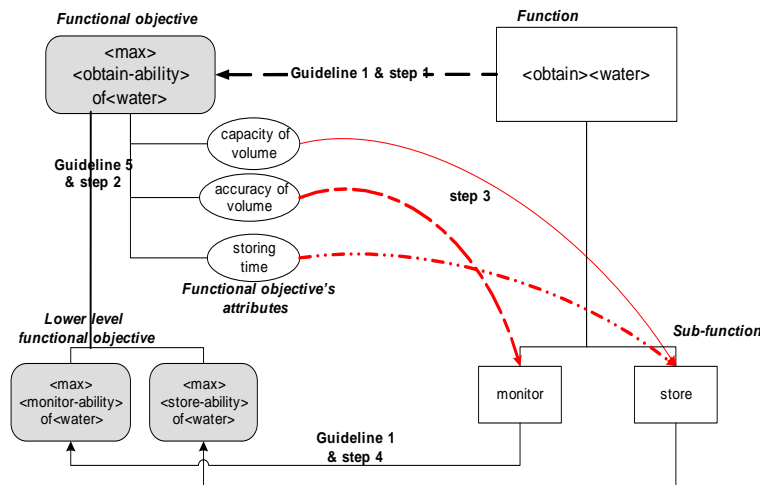 Functional objective
Function
<max>
<obtain-ability>
of<water>
Guideline 1 & step 1
<obtain><water>
capacity of
volume
Guideline 5
& step 2
accuracy of
volume
step 3
storing
time
Functional objective's
attributes
Lower level
functional objective
Sub-function
<max>
<monitor-ability>
of<water>
<max>
<store-ability>
of<water>
monitor
store
Guideline 1
& step 4